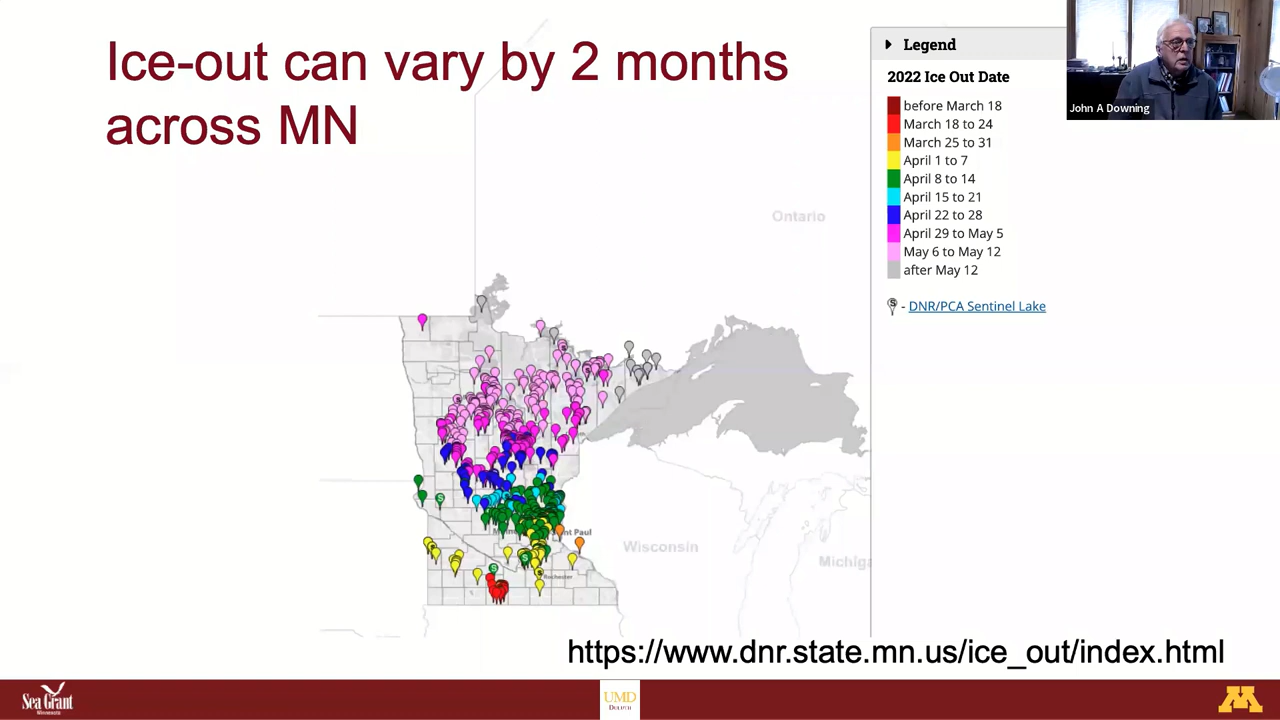 Ice-out can vary by 2 months
across MN
Legend
2022 Ice Out Date
before March 18
March 18 to 24
March 25 to 31
April 1 to 7
April 8 to 14
April 15 to 21
April 22 to 28
April 29 to May 5
May 6 to May 12
after May 12
S - DNR/PCA Sentinel Lake
John A Downing
Ontario
Wisconsin
Michiga
Rochester
https://www.dnr.state.mn.us/ice_out/index.html
Sea Grant
Minnesota
UMD
Duluth
M